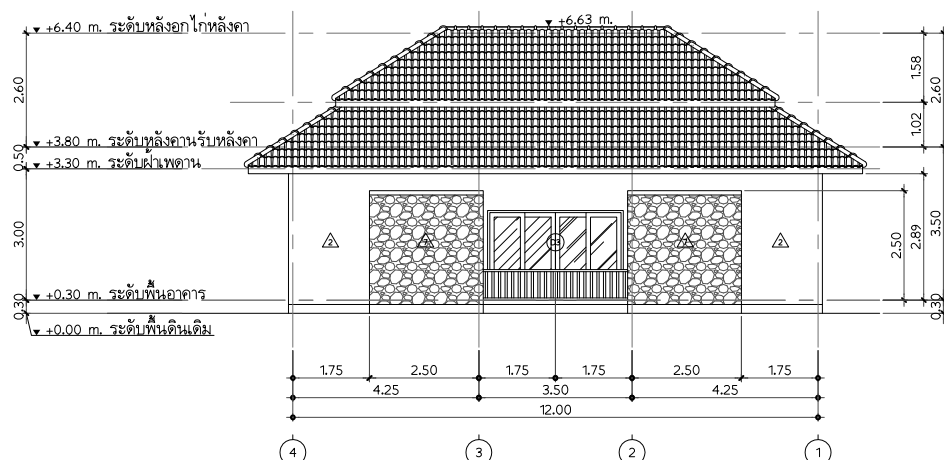 +6.63 m.
+6.40 m. ระดับหลังอกไก่หลังคา
2.60
1.58
2.60
1.02
+3.80 m. ระดับหลังคานรับหลังคา
0.50
+3.30 m. ระดับฝ้าเพดาน
3.00
2
2
D3
2.50
2.89
3.50
+0.30 m. ระดับพื้นอาคาร
0.30
0.30
+0.00 m. ระดับพื้นดินเดิม
1.75 2.50 1.75 1.75 2.50 1.75
4.25 3.50 4.25
12.00
4 3 2 1